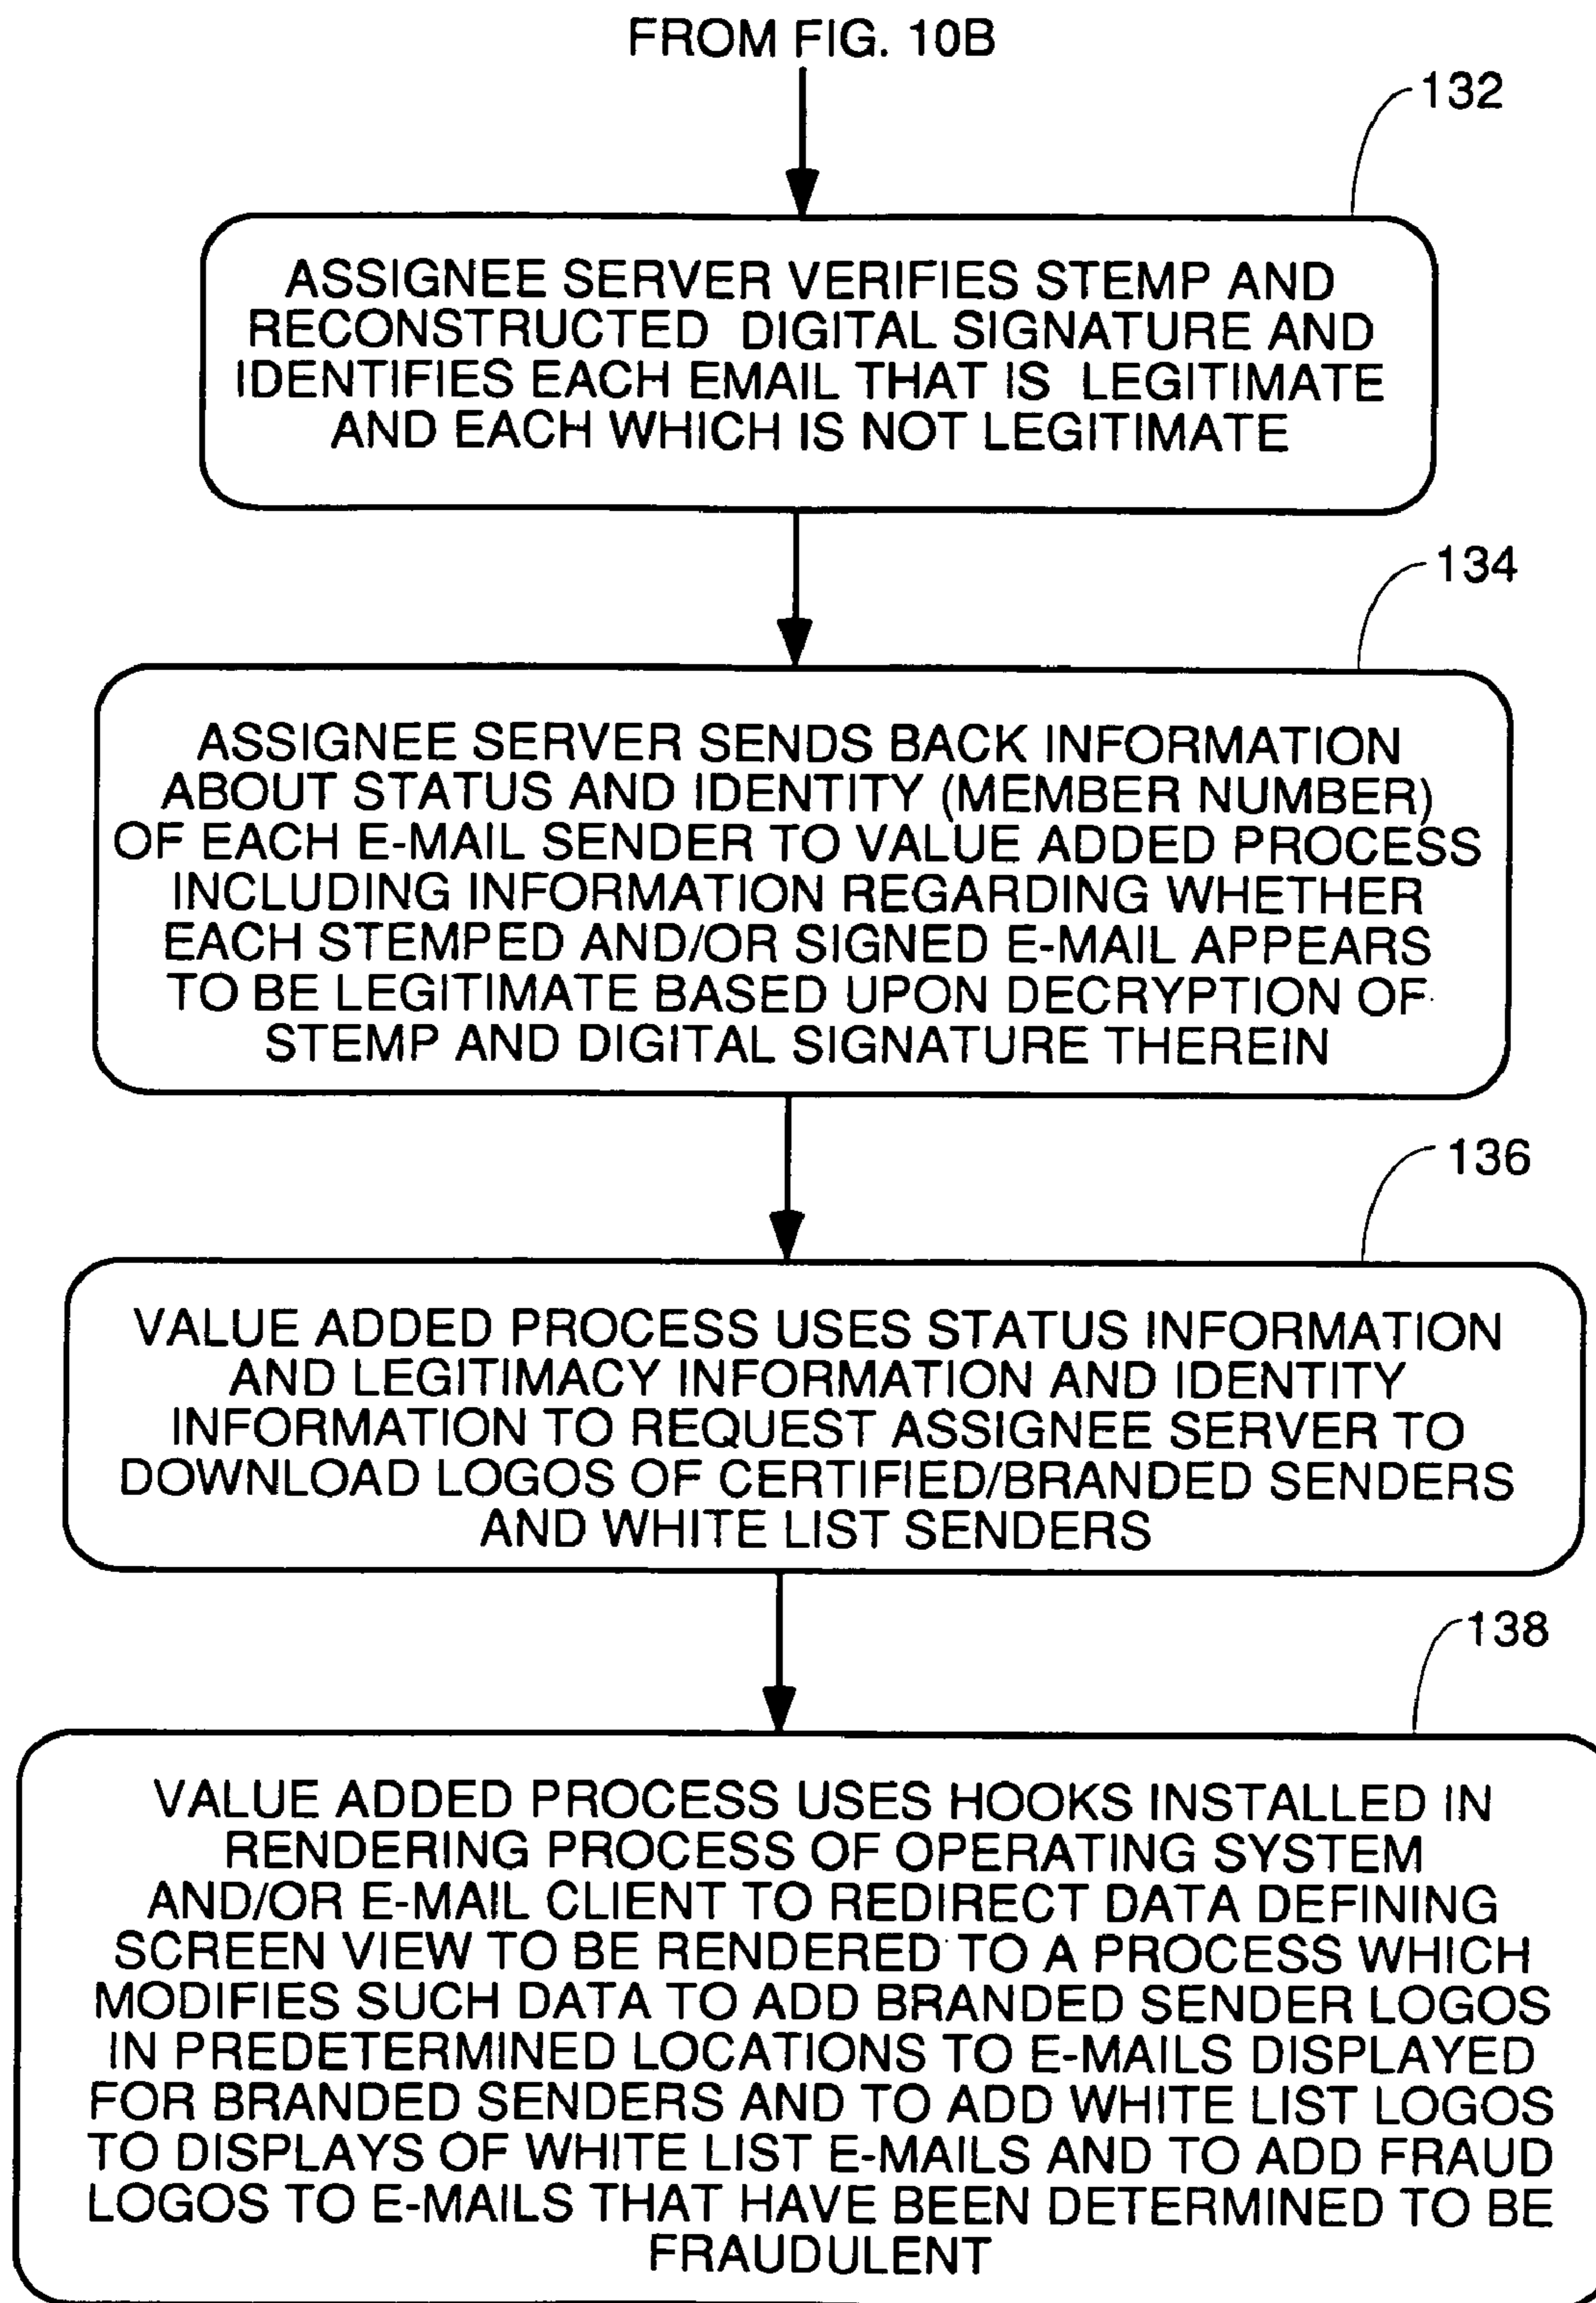 FROM FIG. 10B
132
ASSIGNEE SERVER VERIFIES STEMP AND
RECONSTRUCTED DIGITAL SIGNATURE AND
IDENTIFIES EACH EMAIL THAT IS LEGITIMATE
AND EACH WHICH IS NOT LEGITIMATE
134
ASSIGNEE SERVER SENDS BACK INFORMATION
ABOUT STATUS AND IDENTITY (MEMBER NUMBER)
OF EACH E-MAIL SENDER TO VALUE ADDED PROCESS
INCLUDING INFORMATION REGARDING WHETHER
EACH STEMPED AND/OR SIGNED E-MAIL APPEARS
TO BE LEGITIMATE BASED UPON DECRYPTION OF
STEMP AND DIGITAL SIGNATURE THEREIN
136
VALUE ADDED PROCESS USES STATUS INFORMATION
AND LEGITIMACY INFORMATION AND IDENTITY
INFORMATION TO REQUEST ASSIGNEE SERVER TO
DOWNLOAD LOGOS OF CERTIFIED/BRANDED SENDERS
AND WHITE LIST SENDERS
138
VALUE ADDED PROCESS USES HOOKS INSTALLED IN
RENDERING PROCESS OF OPERATING SYSTEM
AND/OR E-MAIL CLIENT TO REDIRECT DATA DEFINING
SCREEN VIEW TO BE RENDERED TO A PROCESS WHICH
MODIFIES SUCH DATA TO ADD BRANDED SENDER LOGOS
IN PREDETERMINED LOCATIONS TO E-MAILS DISPLAYED
FOR BRANDED SENDERS AND TO ADD WHITE LIST LOGOS
TO DISPLAYS OF WHITE LIST E-MAILS AND TO ADD FRAUD
LOGOS TO E-MAILS THAT HAVE BEEN DETERMINED TO BE
FRAUDULENT